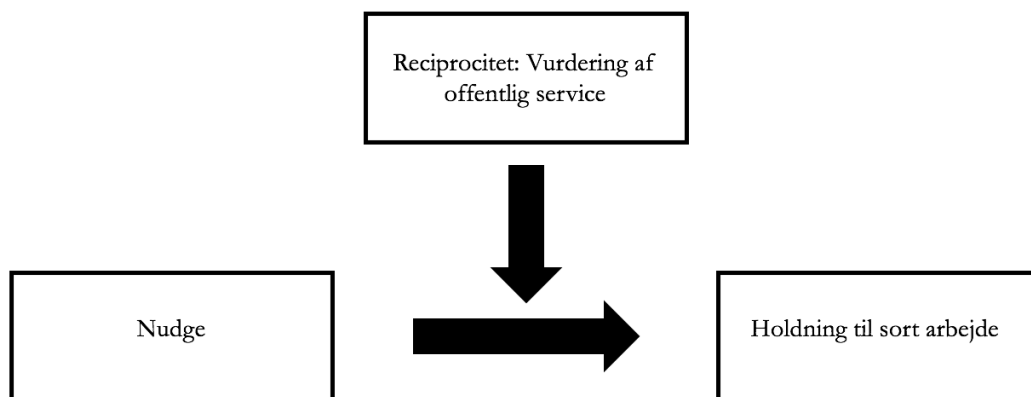 Reciprocitet: Vurdering af
offentlig service
Nudge
Holdning til sort arbejde